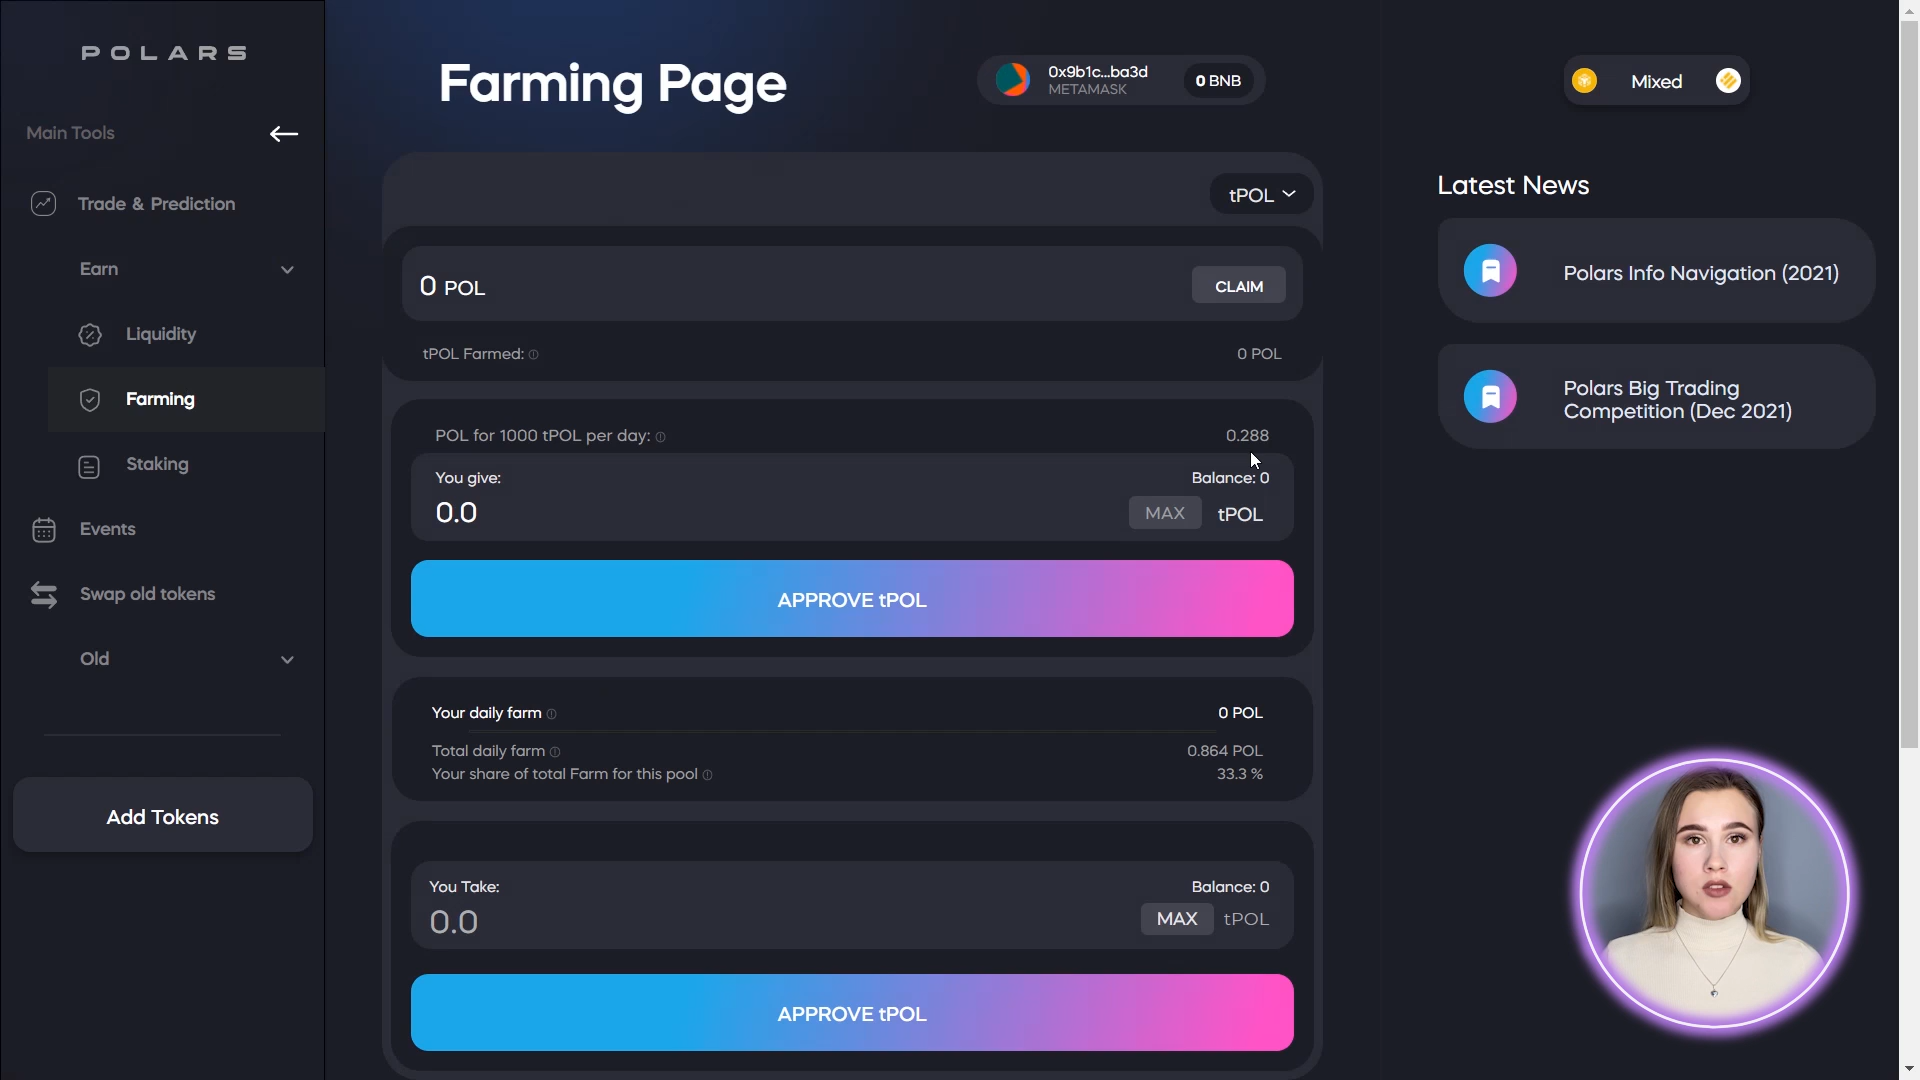 POLARS
Main Tools
Trade & Prediction
Earn
Liquidity
Farming
Staking
Events
Swap old tokens
Old
Add Tokens
Farming Page
0x9b1c...ba3d
METAMASK
0 BNB
Mixed
tPOL
0 POL
CLAIM
tPOL Farmed:
0 POL
POL for 1000 tPOL per day:
0.288
You give:
Balance: 0
0.0
MAX
tPOL
APPROVE tPOL
Your daily farm
0 POL
Total daily farm
0.864 POL
Your share of total Farm for this pool
33.3 %
You Take:
Balance: 0
0.0
MAX
tPOL
APPROVE tPOL
Latest News
Polars Info Navigation (2021)
Polars Big Trading
Competition (Dec 2021)